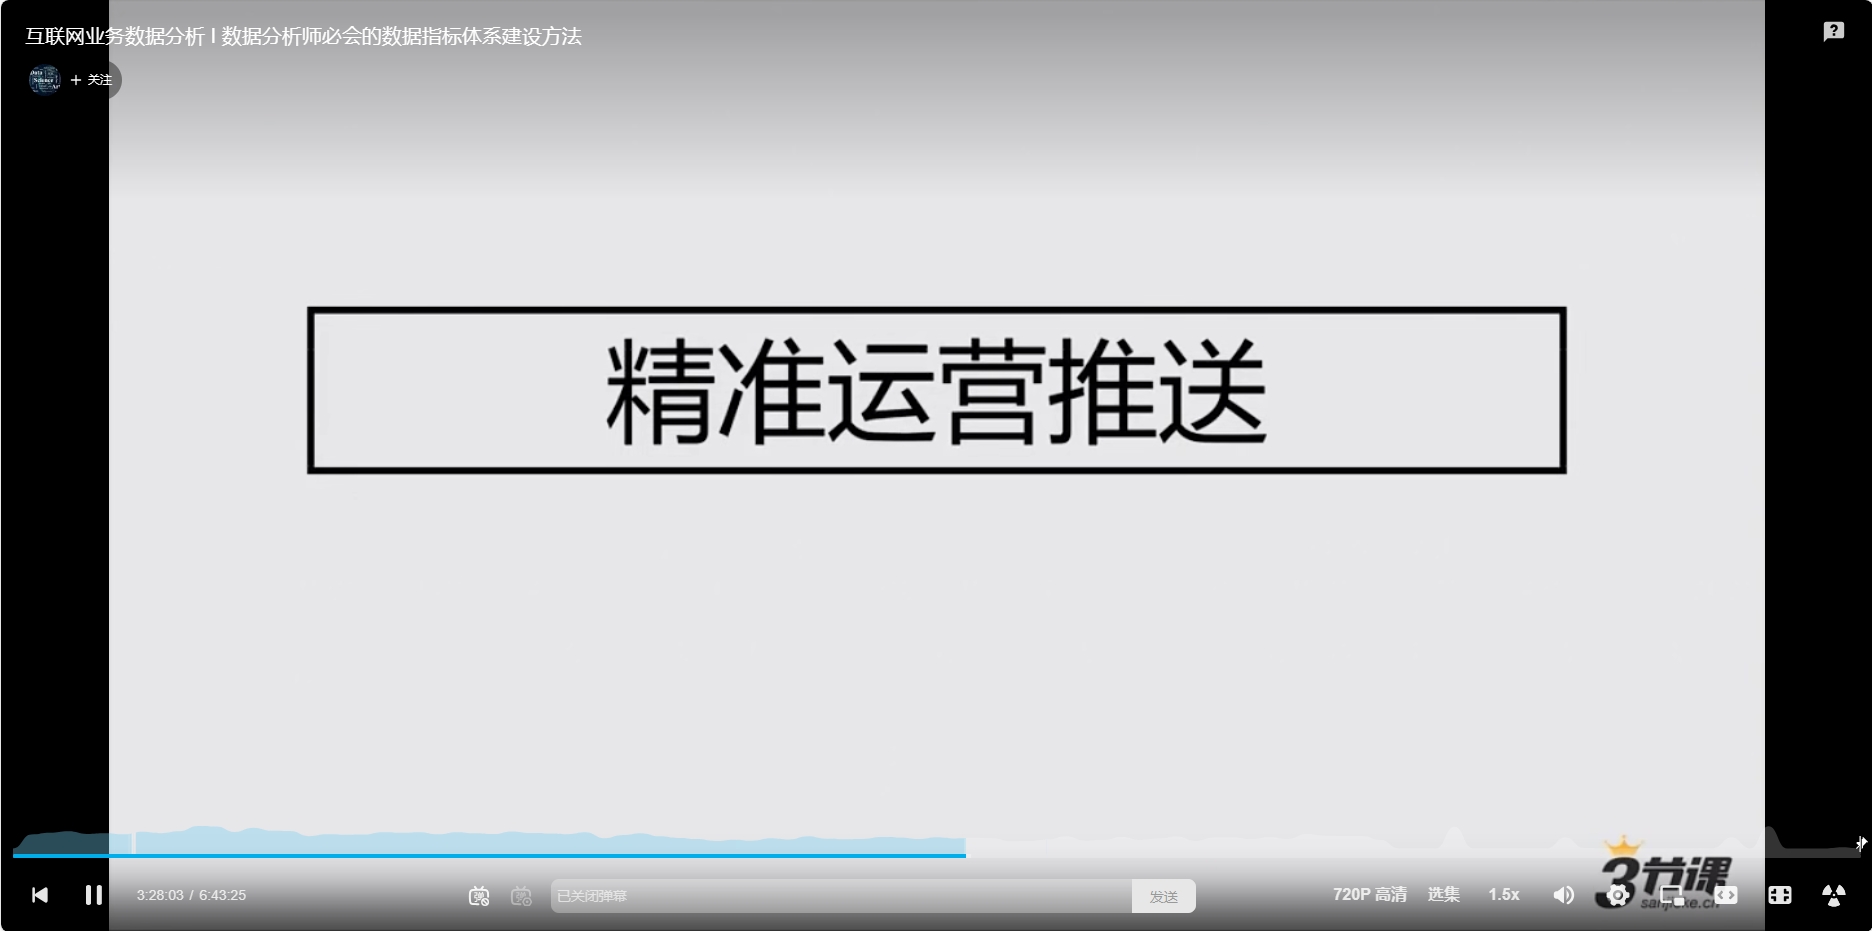 互联网业务数据分析 | 数据分析师必会的数据指标体系建设方法
+ 关注
精准运营推送
3节课
sanjieke.cn
3:28:03 / 6:43:25
已关闭弹幕
发送
720P 高清
选集
1.5x